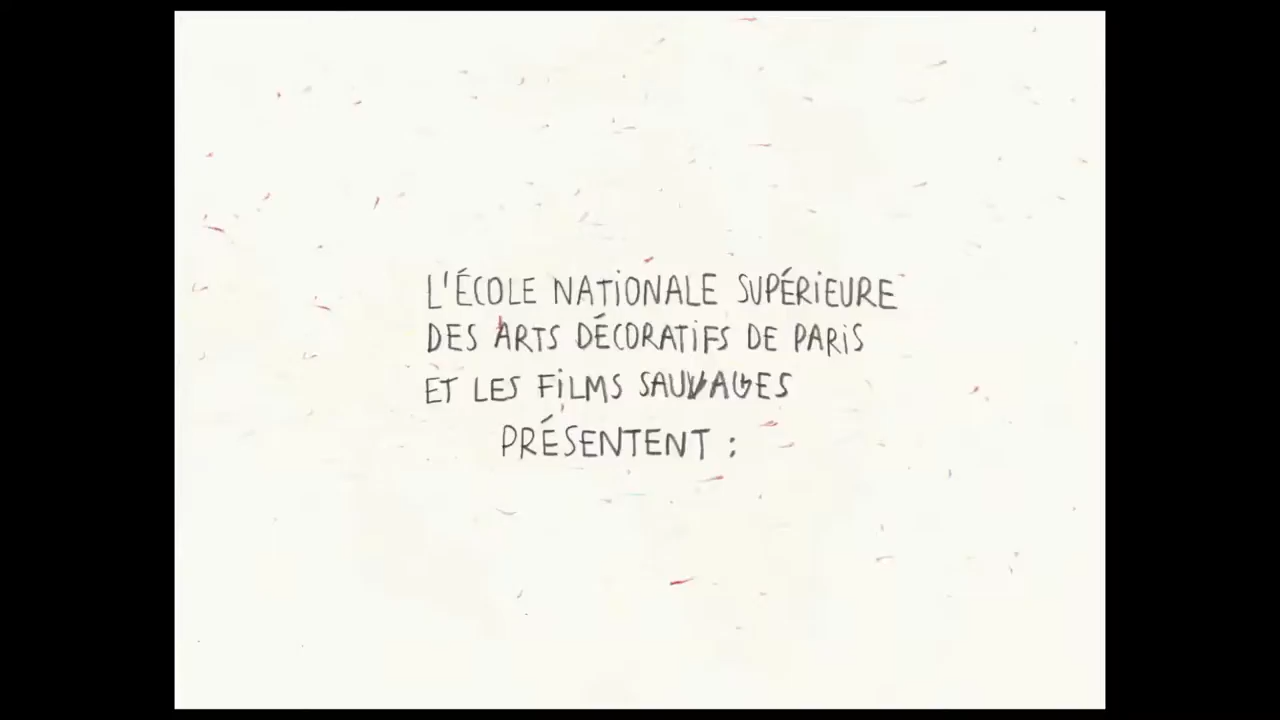 L'ÉCOLE NATIONALE SUPÉRIEURE
DES ARTS DÉCORATIFS DE PARIS
ET LES FILMS SAUVAGES
PRÉSENTENT :